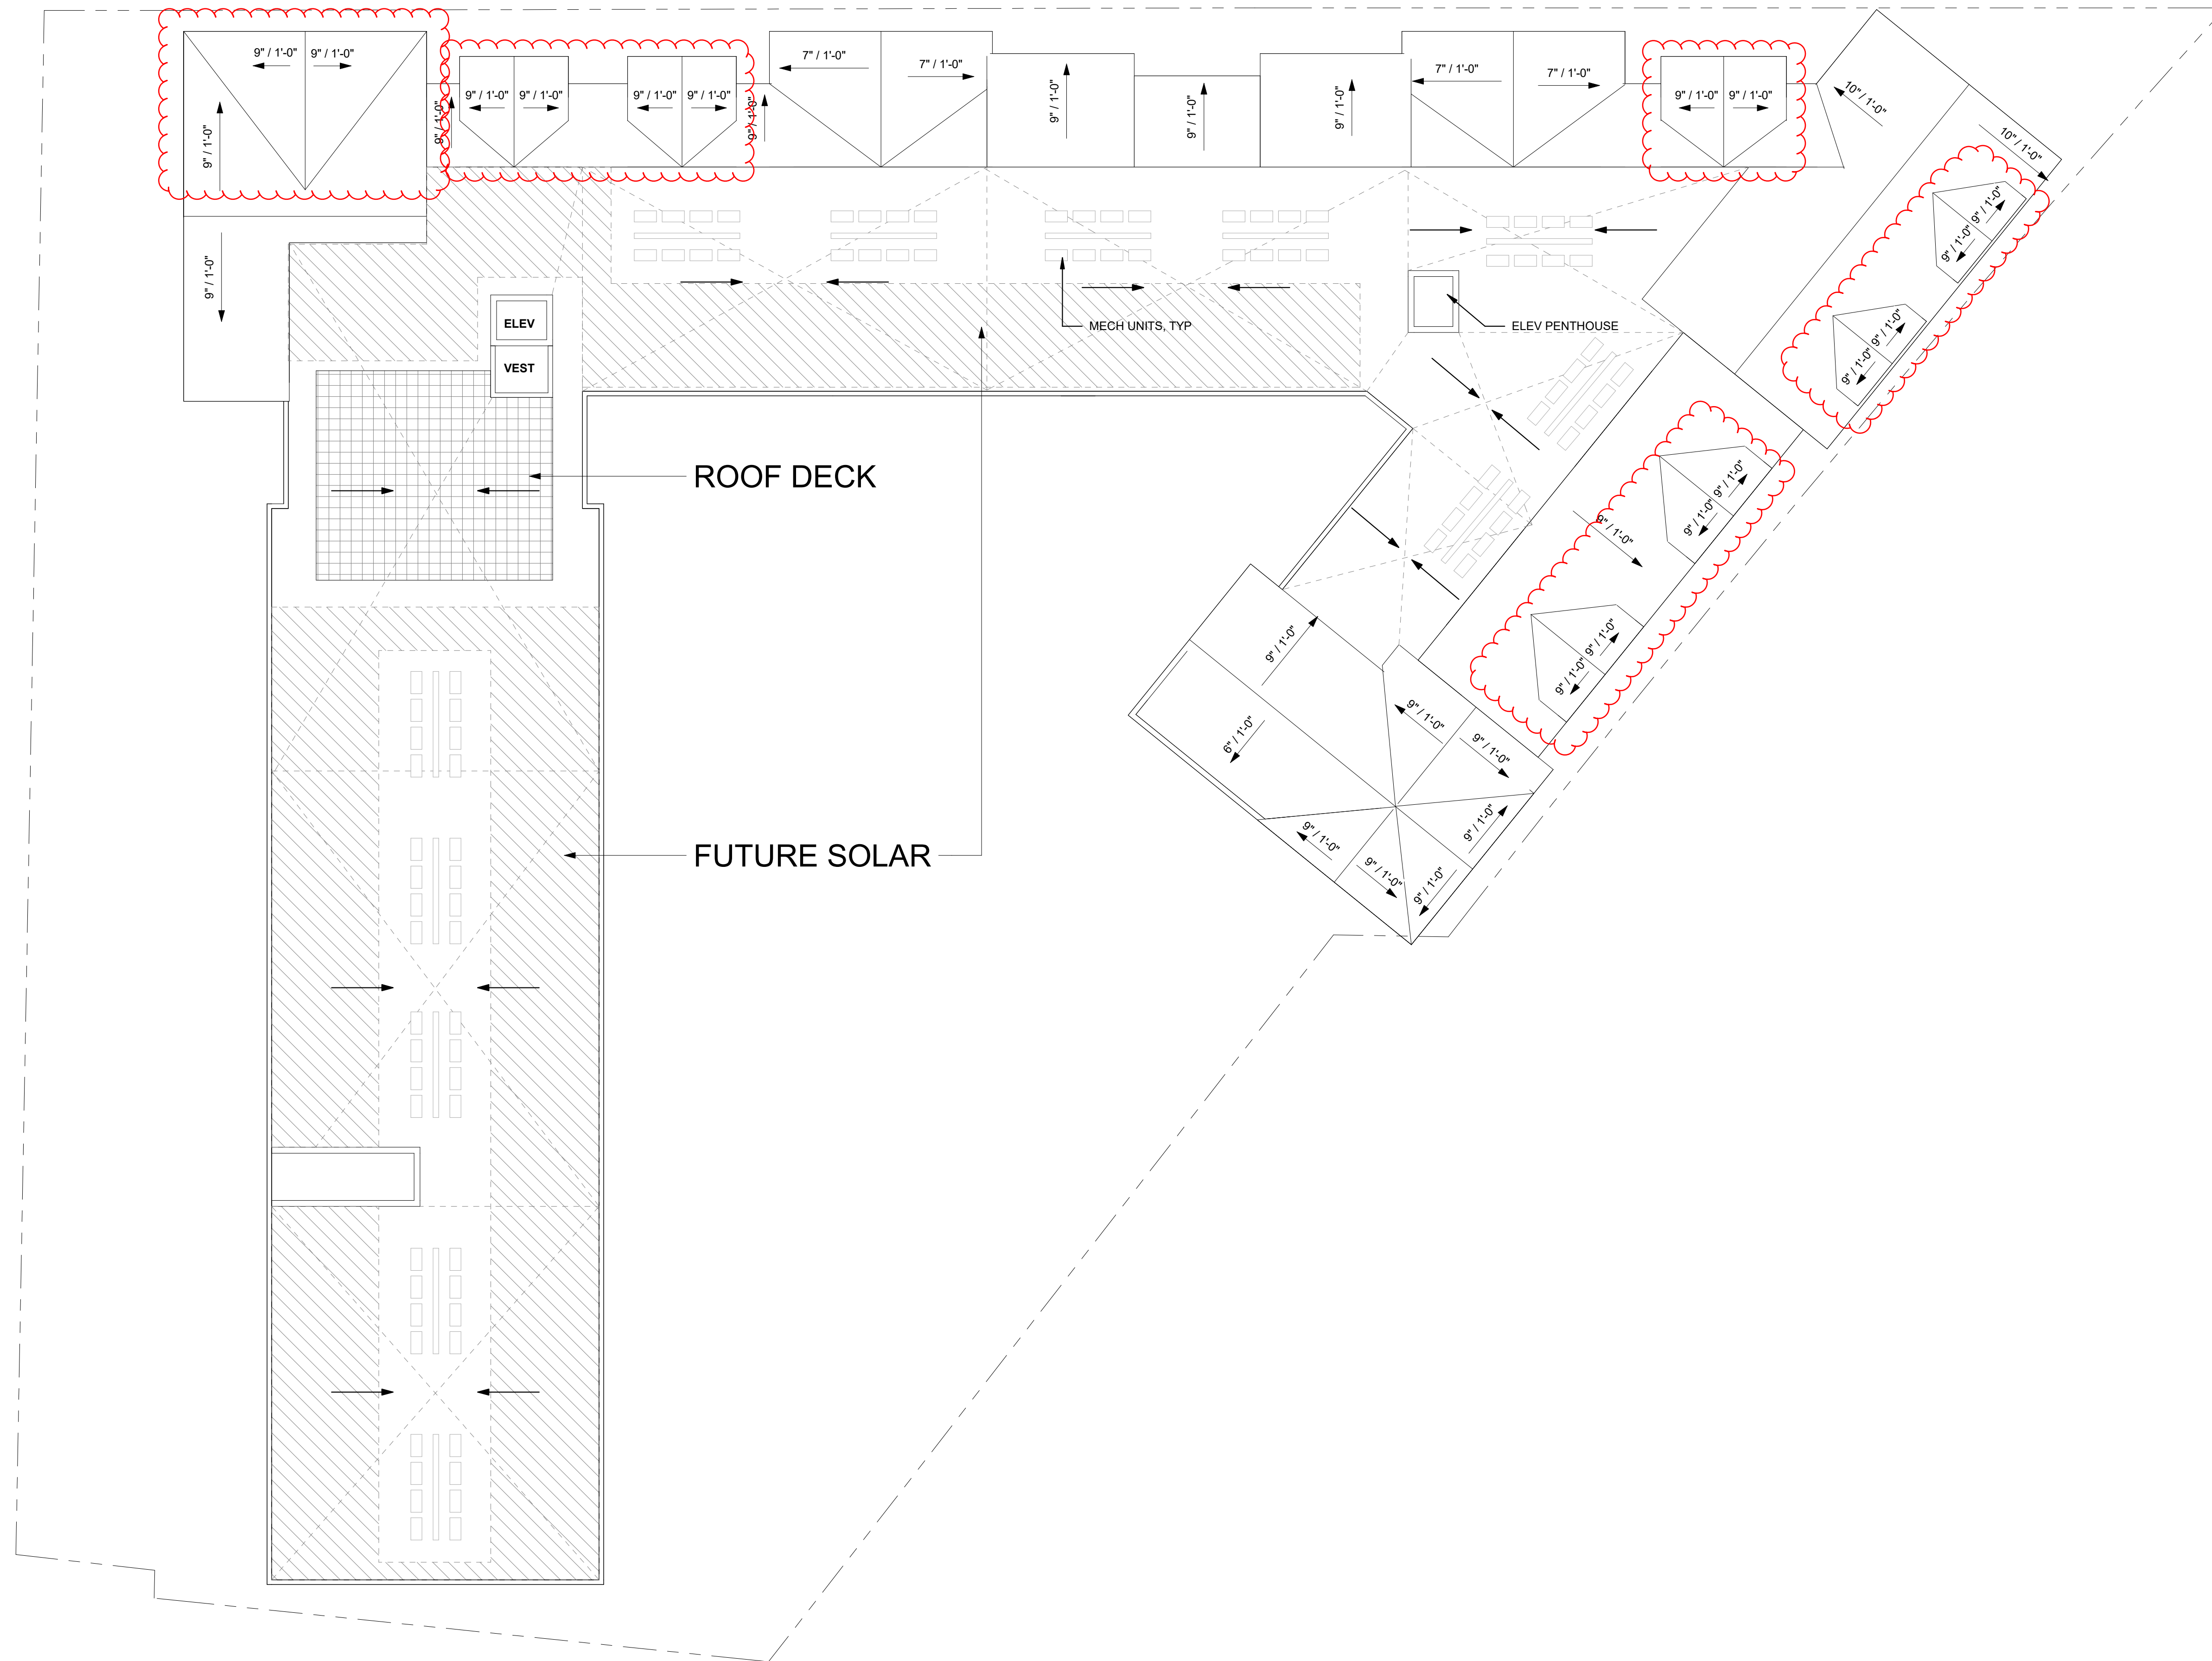 9" / 1'-0" 9" / 1'-0"
9" / 1'-0"
9" / 1'-0"
9" / 1'-0"
9" / 1'-0" 9" / 1'-0"
9" / 1'-0" 9" / 1'-0"
9" / 1'-0"
7" / 1'-0"
7" / 1'-0"
9" / 1'-0"
9" / 1'-0"
9" / 1'-0"
7" / 1'-0"
7" / 1'-0"
9" / 1'-0" 9" / 1'-0"
10" / 1'-0"
10" / 1'-0"
9" / 1'-0"
9" / 1'-0"
9" / 1'-0"
9" / 1'-0"
ELEV
VEST
MECH UNITS, TYP
ELEV PENTHOUSE
ROOF DECK
9" / 1'-0"
9" / 1'-0"
9" / 1'-0"
9" / 1'-0"
9" / 1'-0"
9" / 1'-0"
6" / 1'-0"
9" / 1'-0"
9" / 1'-0"
9" / 1'-0"
9" / 1'-0"
9" / 1'-0"
9" / 1'-0"
FUTURE SOLAR